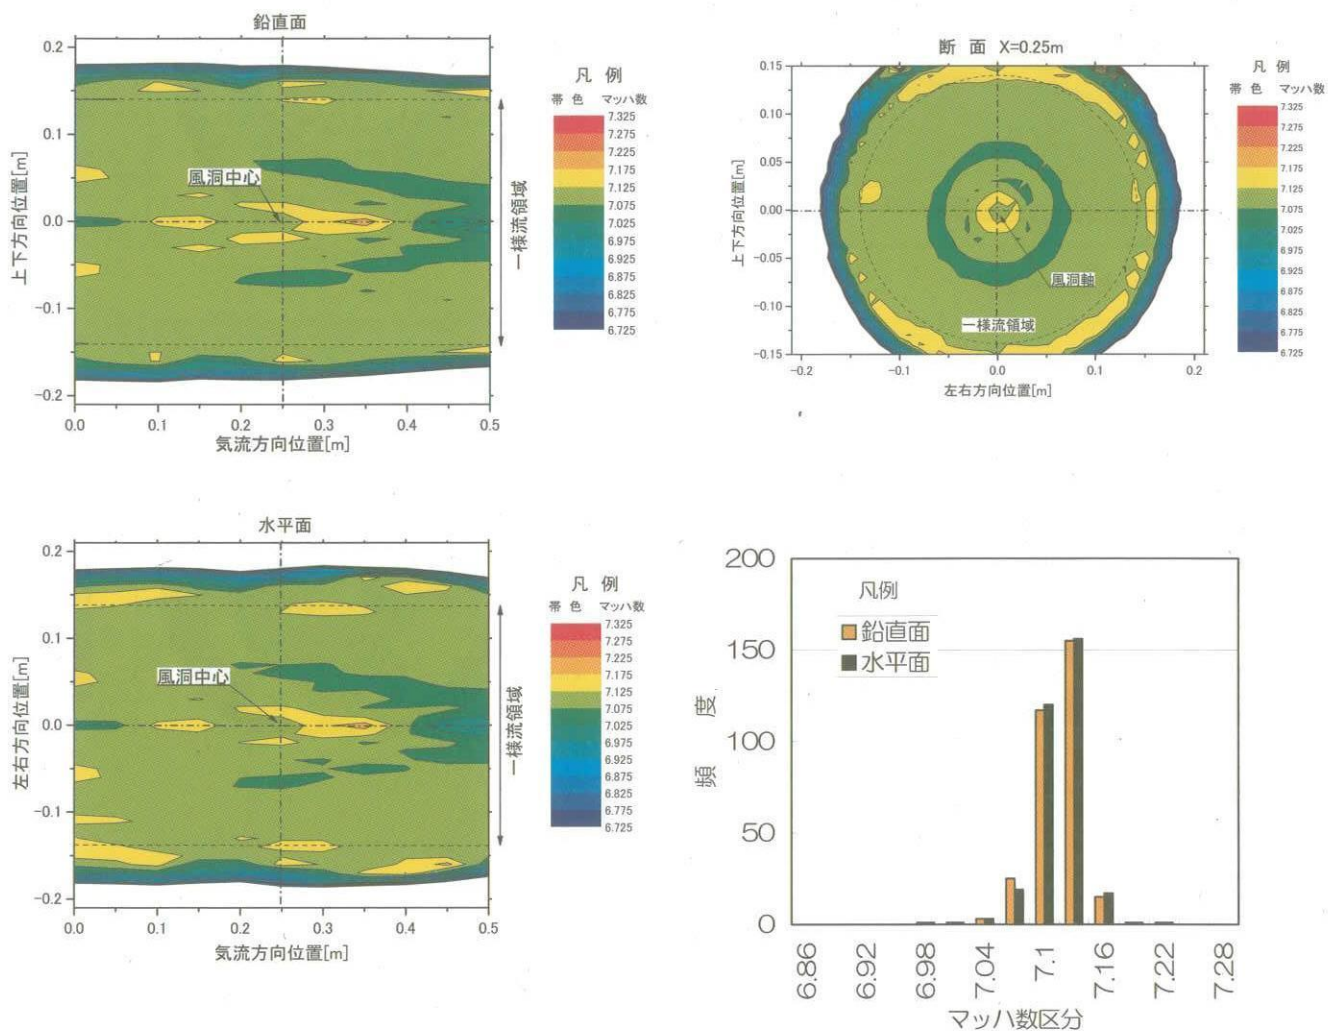 鉛直面
0.2
0.1
0.0
-0.1
-0.2
上下方向位置[m]
風洞中心
0.0 0.1 0.2 0.3 0.4 0.5
気流方向位置[m]
一様流領域
凡 例
帯 色 マッハ数
7.325
7.275
7.225
7.175
7.125
7.075
7.025
6.975
6.925
6.875
6.825
6.775
6.725
断 面 X=0.25m
0.15
0.10
0.05
0.00
-0.05
-0.10
-0.15
上下方向位置[m]
風洞軸
一様流領域
-0.2 -0.1 0.0 0.1 0.2
左右方向位置[m]
凡 例
帯 色 マッハ数
7.325
7.275
7.225
7.175
7.125
7.075
7.025
6.975
6.925
6.875
6.825
6.775
6.725
水平面
0.2
0.1
0.0
-0.1
-0.2
左右方向位置[m]
風洞中心
0.0 0.1 0.2 0.3 0.4 0.5
気流方向位置[m]
一様流領域
凡 例
帯 色 マッハ数
7.325
7.275
7.225
7.175
7.125
7.075
7.025
6.975
6.925
6.875
6.825
6.775
6.725
200
150
100
50
0
頻 度
凡例
鉛直面
水平面
6.86 6.92 6.98 7.04 7.1 7.16 7.22 7.28
マッハ数区分